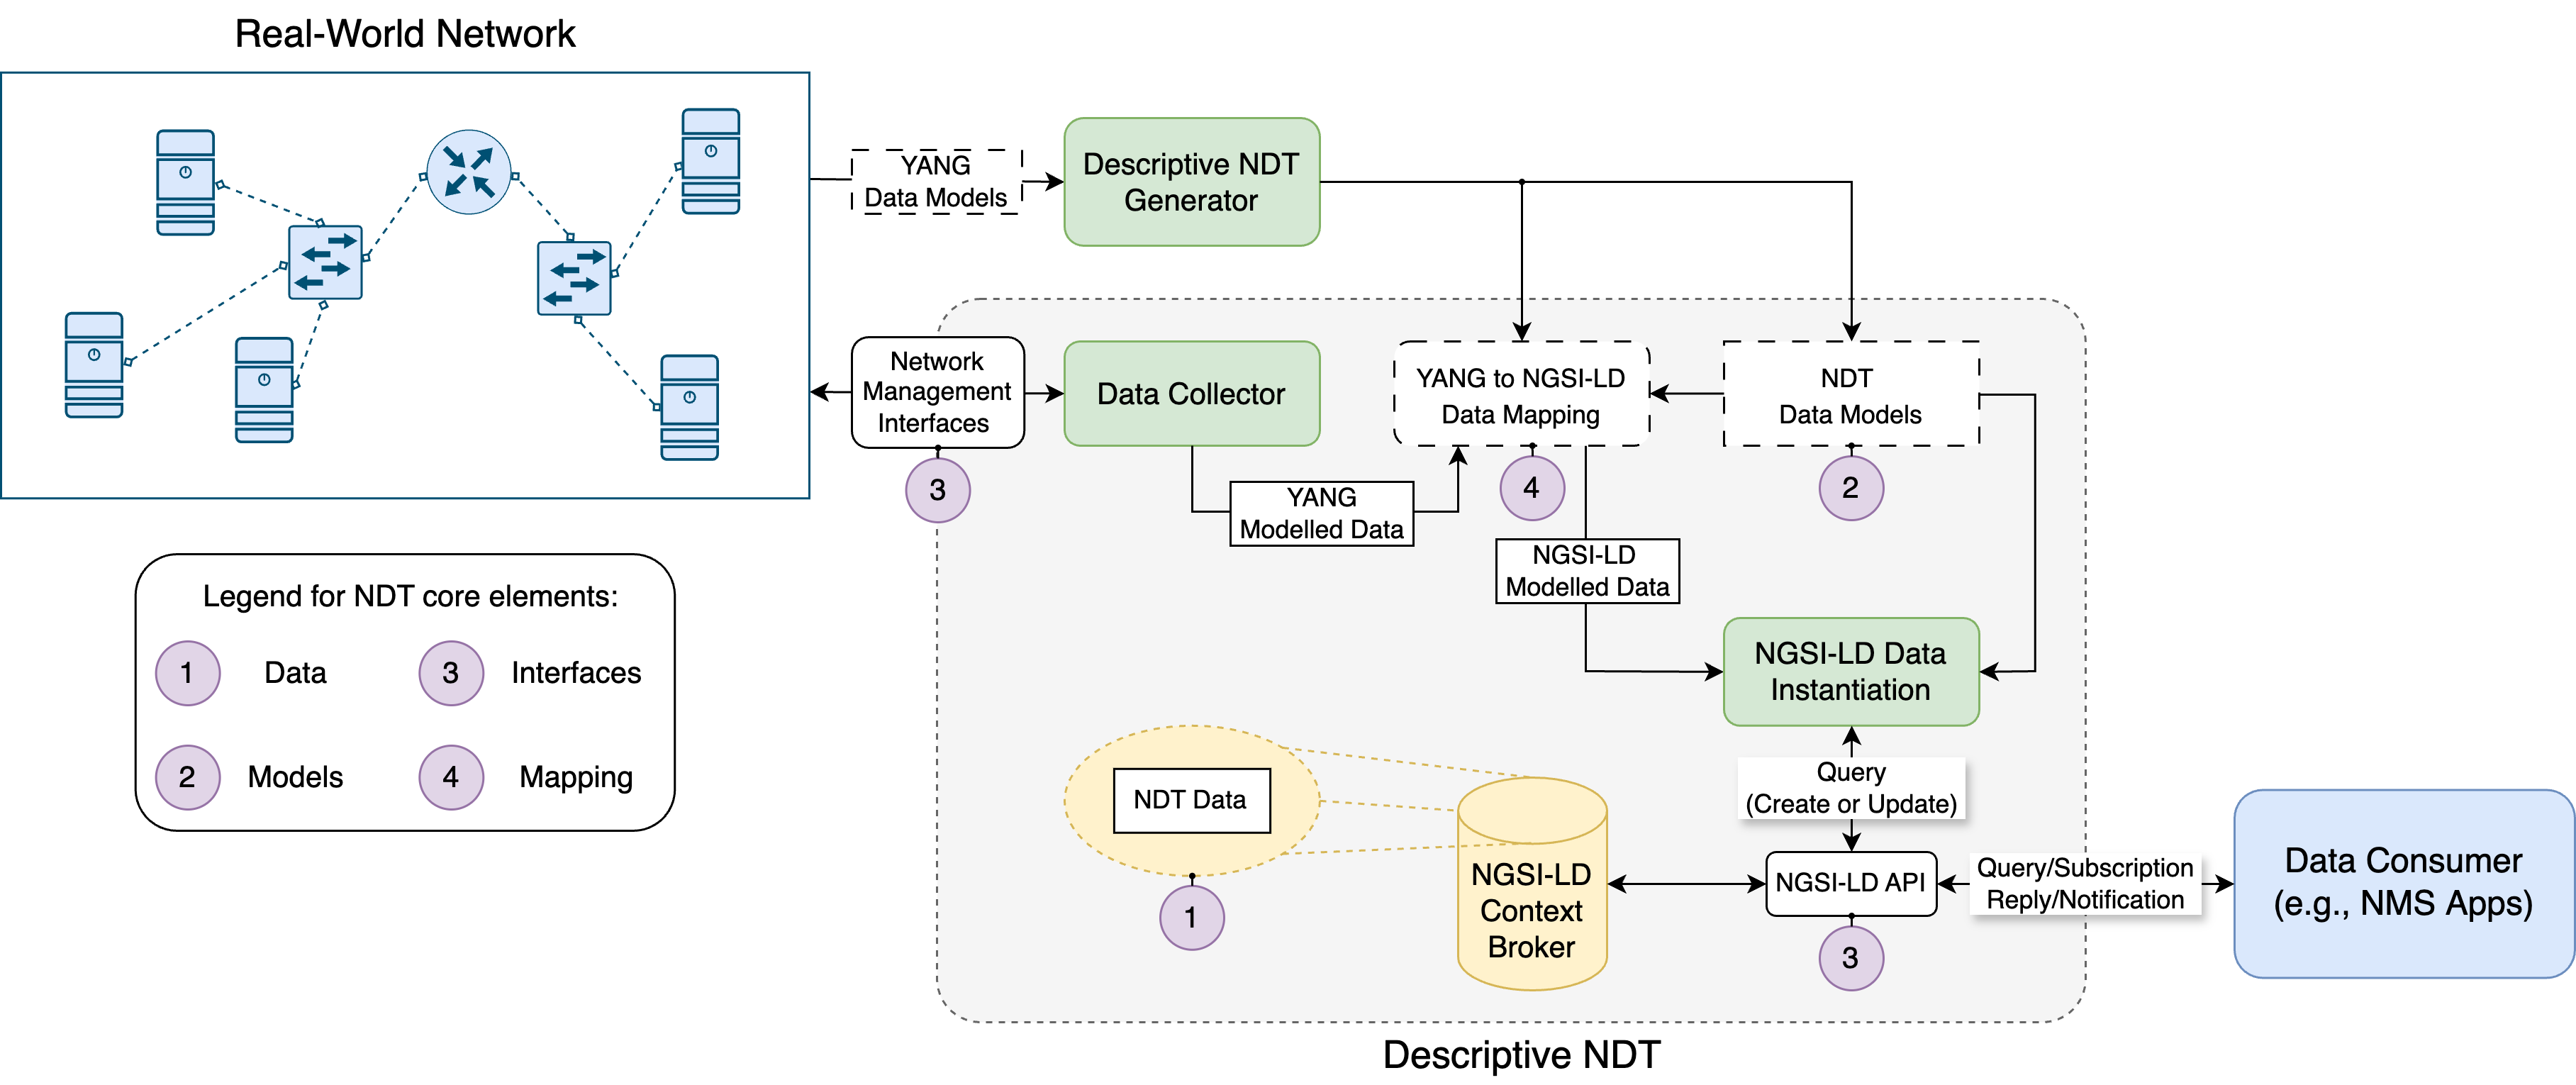 Real-World Network
YANG
Data Models
Descriptive NDT
Generator
Network
Management
Interfaces
3
Data Collector
YANG to NGSI-LD
Data Mapping
4
NDT
Data Models
2
YANG
Modelled Data
NGSI-LD
Modelled Data
Legend for NDT core elements:
1
Data
3
Interfaces
2
Models
4
Mapping
NGSI-LD Data
Instantiation
NDT Data
1
Query
(Create or Update)
NGSI-LD
Context
Broker
NGSI-LD API
3
Query/Subscription
Reply/Notification
Data Consumer
(e.g., NMS Apps)
Descriptive NDT